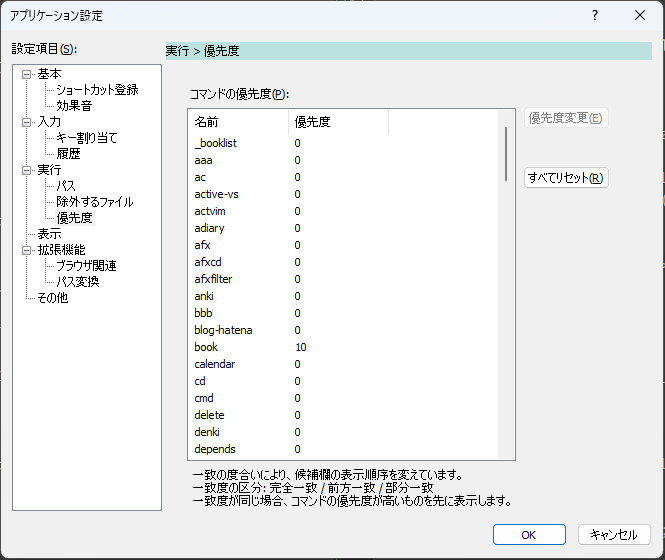 アプリケーション設定
設定項目(S):
基本
ショートカット登録
効果音
入力
キー割り当て
履歴
実行
パス
除外するファイル
優先度
表示
拡張機能
ブラウザ関連
パス変換
その他
実行 > 優先度
コマンドの優先度(P):
名前 優先度
_booklist 0
aaa 0
ac 0
active-vs 0
actvim 0
adiary 0
afx 0
afxcd 0
afxfilter 0
anki 0
bbb 0
blog-hatena 0
book 10
calendar 0
cd 0
cmd 0
delete 0
denki 0
depends 0
優先度変更(E)
すべてリセット(R)
一致の度合いにより、候補欄の表示順序を変えています。
一致度の区分: 完全一致 / 前方一致 / 部分一致
一致度が同じ場合、コマンドの優先度が高いものを先に表示します。
OK
キャンセル